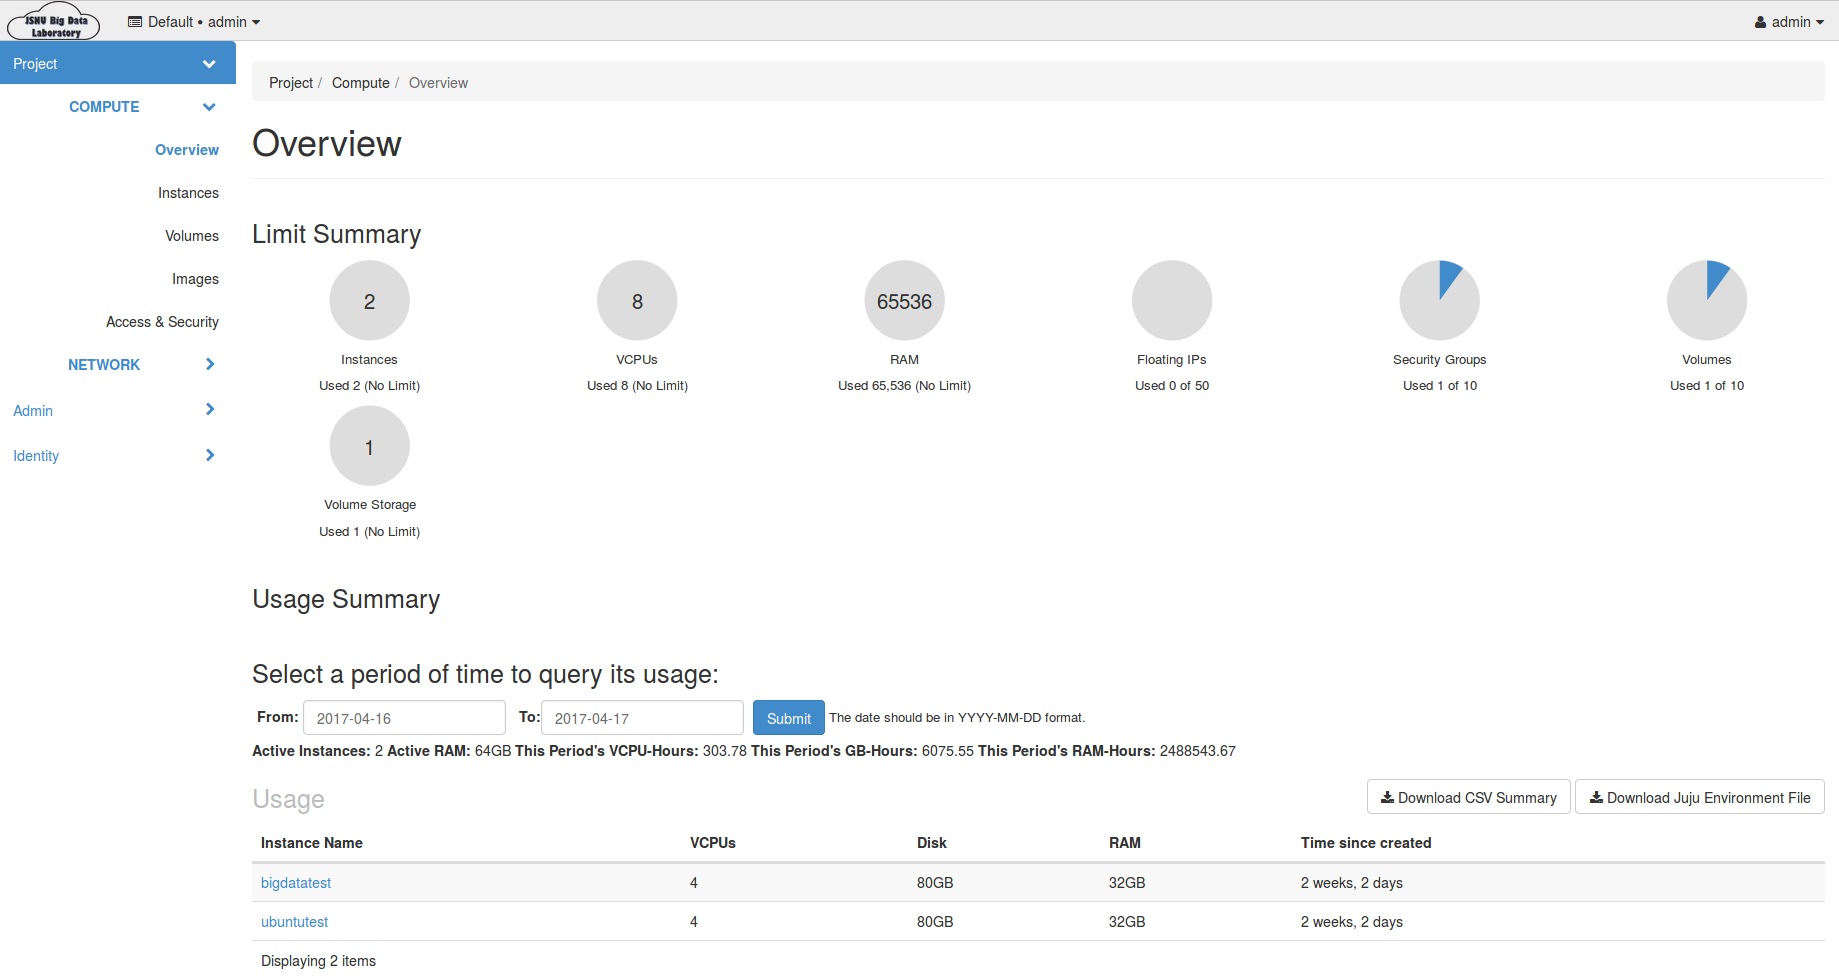 JSNU Big Data
Laboratory
Default • admin
admin
Project
COMPUTE
Overview
Instances
Volumes
Images
Access & Security
NETWORK
Admin
Identity
Project / Compute / Overview
Overview
Limit Summary
2
Instances
Used 2 (No Limit)
8
VCPUs
Used 8 (No Limit)
65536
RAM
Used 65,536 (No Limit)
Floating IPs
Used 0 of 50
Security Groups
Used 1 of 10
Volumes
Used 1 of 10
1
Volume Storage
Used 1 (No Limit)
Usage Summary
Select a period of time to query its usage:
From: 2017-04-16 To: 2017-04-17 Submit The date should be in YYYY-MM-DD format.
Active Instances: 2 Active RAM: 64GB This Period's VCPU-Hours: 303.78 This Period's GB-Hours: 6075.55 This Period's RAM-Hours: 2488543.67
Usage
Download CSV Summary
Download Juju Environment File
Instance Name VCPUs Disk RAM Time since created
bigdatatest 4 80GB 32GB 2 weeks, 2 days
ubuntutest 4 80GB 32GB 2 weeks, 2 days
Displaying 2 items